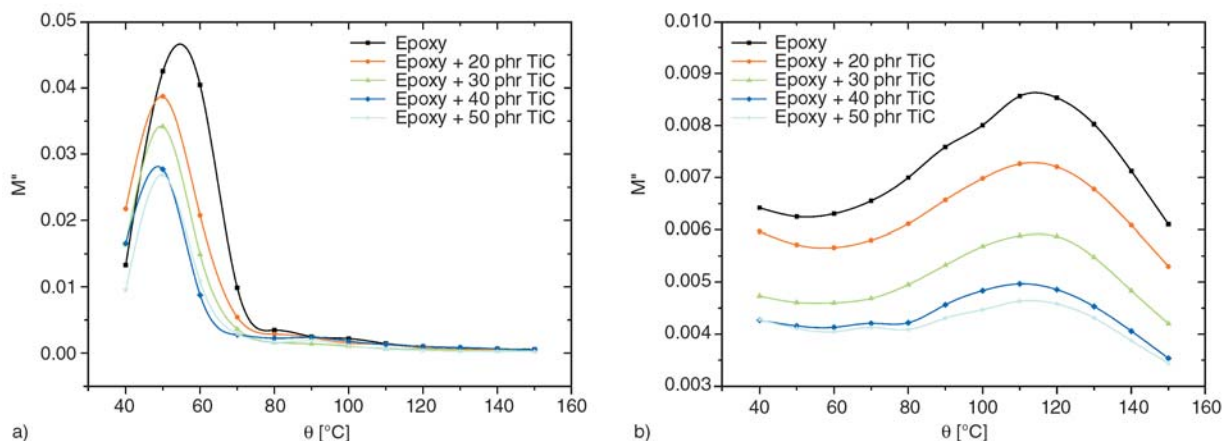 0.05
0.04
0.03
0.02
0.01
0.00
M"
40 60 80 100 120 140 160
θ [°C]
a)
Epoxy
Epoxy + 20 phr TiC
Epoxy + 30 phr TiC
Epoxy + 40 phr TiC
Epoxy + 50 phr TiC
0.010
0.009
0.008
0.007
0.006
0.005
0.004
0.003
M"
40 60 80 100 120 140 160
θ [°C]
b)
Epoxy
Epoxy + 20 phr TiC
Epoxy + 30 phr TiC
Epoxy + 40 phr TiC
Epoxy + 50 phr TiC